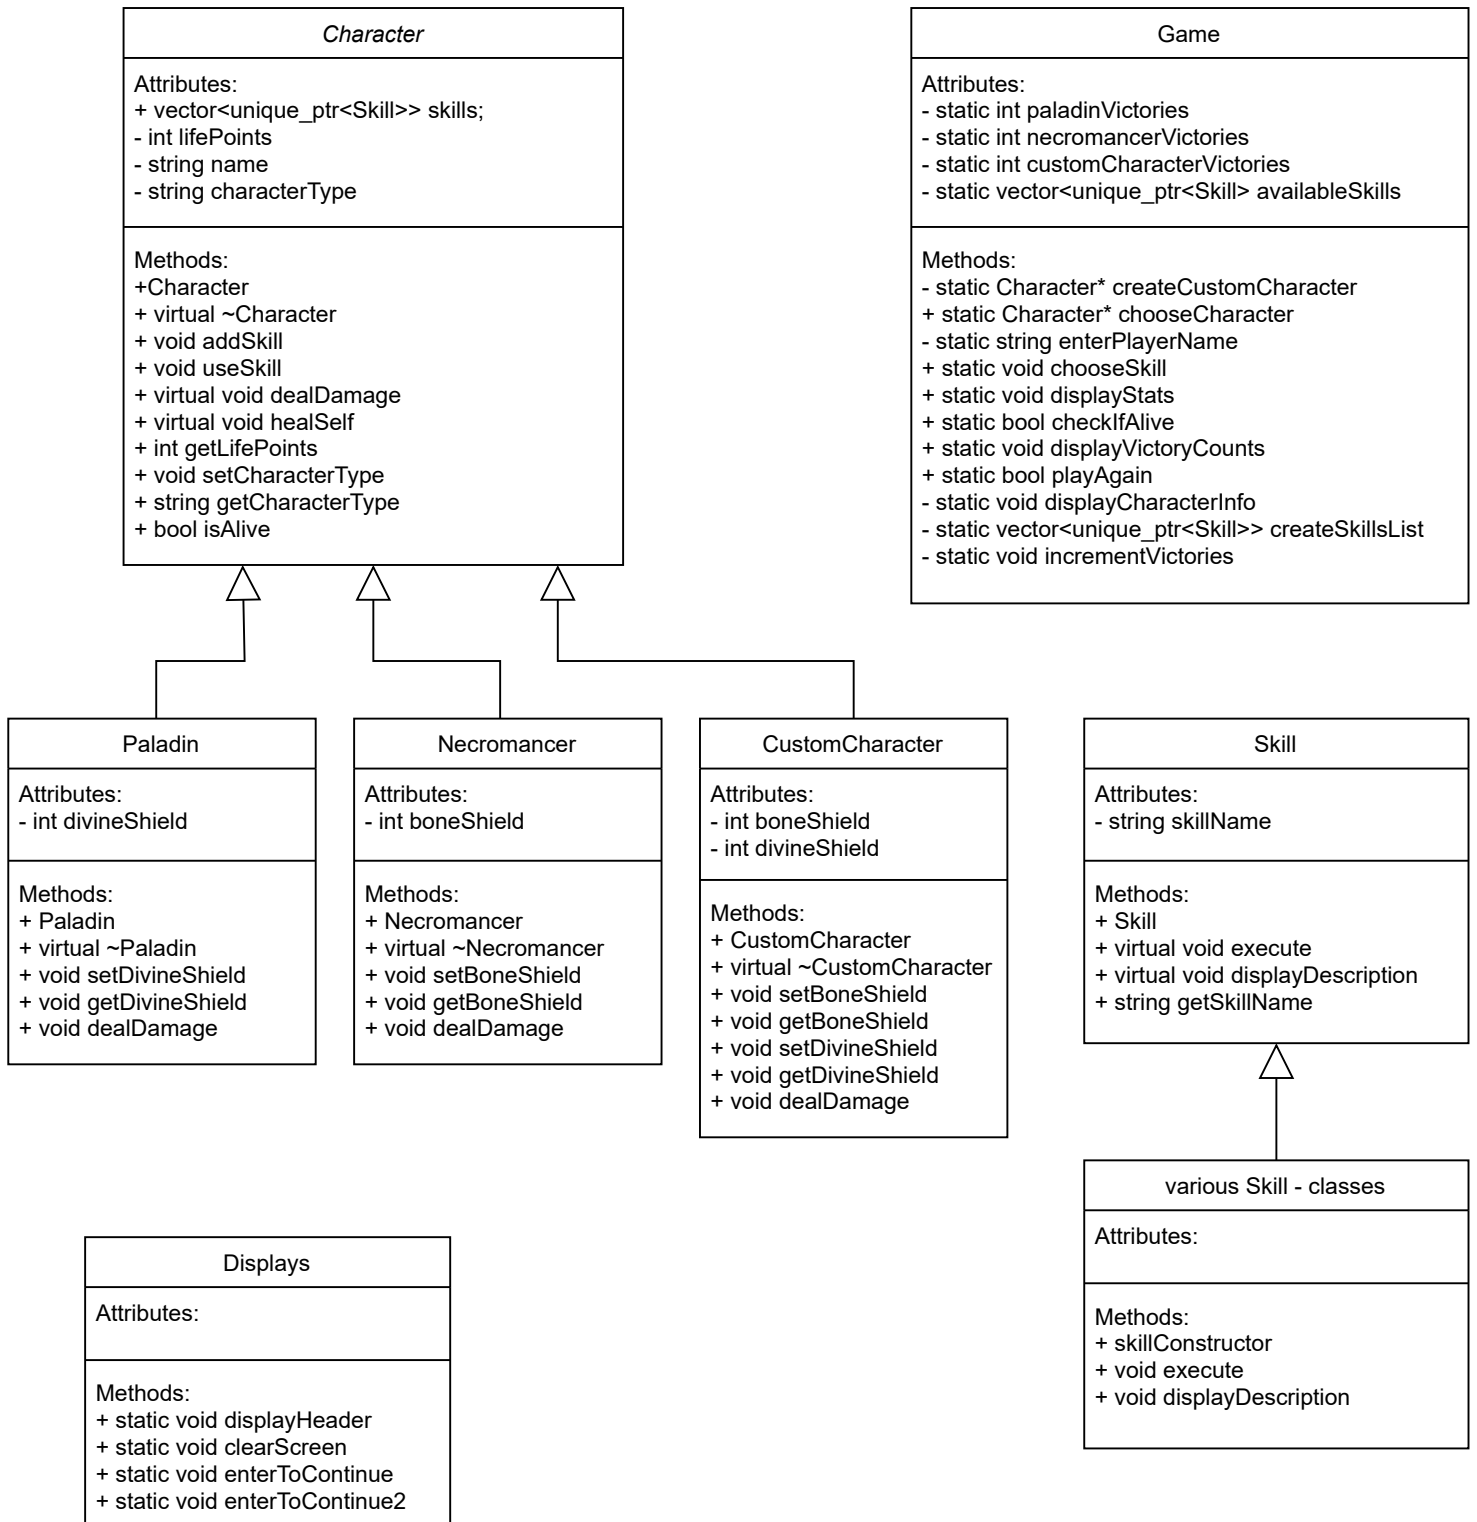 Character
Attributes:
+ vector<unique_ptr<Skill>> skills;
- int lifePoints
- string name
- string characterType
Methods:
+Character
+ virtual ~Character
+ void addSkill
+ void useSkill
+ virtual void dealDamage
+ virtual void healSelf
+ int getLifePoints
+ void setCharacterType
+ string getCharacterType
+ bool isAlive
Game
Attributes:
- static int paladinVictories
- static int necromancerVictories
- static int customCharacterVictories
- static vector<unique_ptr<Skill> availableSkills
Methods:
- static Character* createCustomCharacter
+ static Character* chooseCharacter
- static string enterPlayerName
+ static void chooseSkill
+ static void displayStats
+ static bool checkIfAlive
+ static void displayVictoryCounts
+ static bool playAgain
- static void displayCharacterInfo
- static vector<unique_ptr<Skill>> createSkillsList
- static void incrementVictories
Paladin
Attributes:
- int divineShield
Methods:
+ Paladin
+ virtual ~Paladin
+ void setDivineShield
+ void getDivineShield
+ void dealDamage
Necromancer
Attributes:
- int boneShield
Methods:
+ Necromancer
+ virtual ~Necromancer
+ void setBoneShield
+ void getBoneShield
+ void dealDamage
CustomCharacter
Attributes:
- int boneShield
- int divineShield
Methods:
+ CustomCharacter
+ virtual ~CustomCharacter
+ void setBoneShield
+ void getBoneShield
+ void setDivineShield
+ void getDivineShield
+ void dealDamage
Skill
Attributes:
- string skillName
Methods:
+ Skill
+ virtual void execute
+ virtual void displayDescription
+ string getSkillName
various Skill - classes
Attributes:
Methods:
+ skillConstructor
+ void execute
+ void displayDescription
Displays
Attributes:
Methods:
+ static void displayHeader
+ static void clearScreen
+ static void enterToContinue
+ static void enterToContinue2